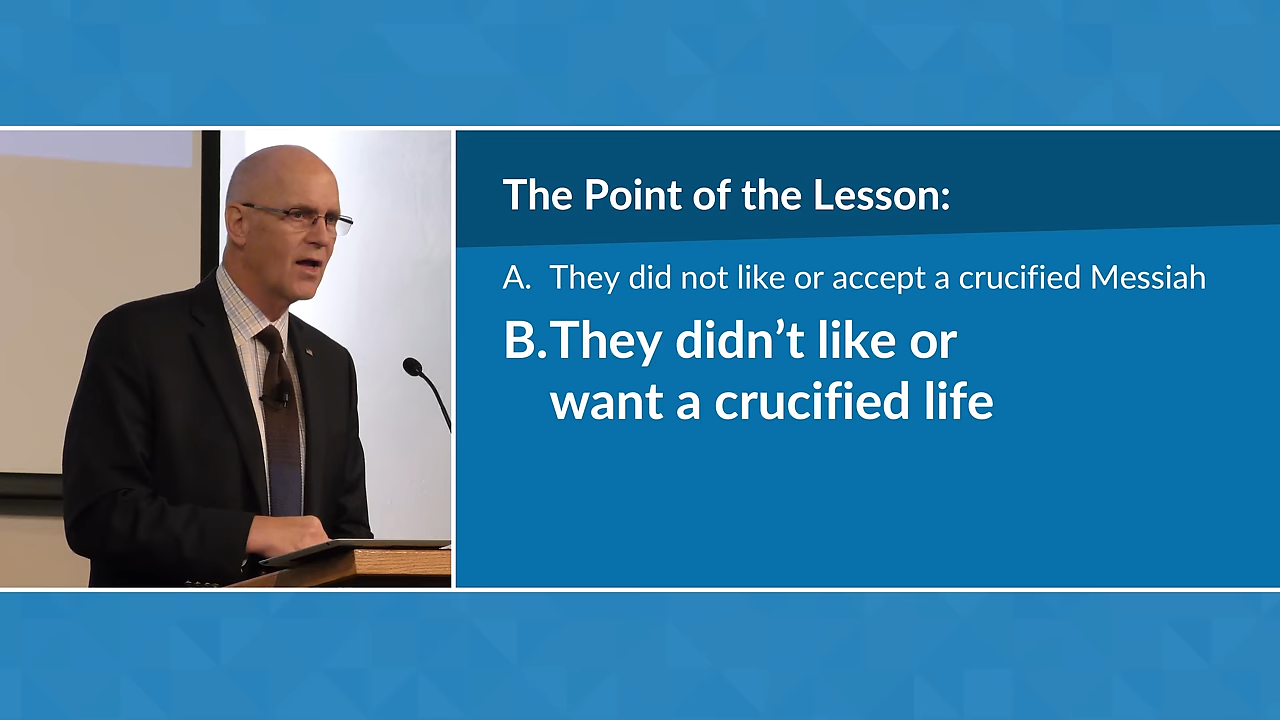 The Point of the Lesson:
A. They did not like or accept a crucified Messiah
B.They didn’t like or
want a crucified life